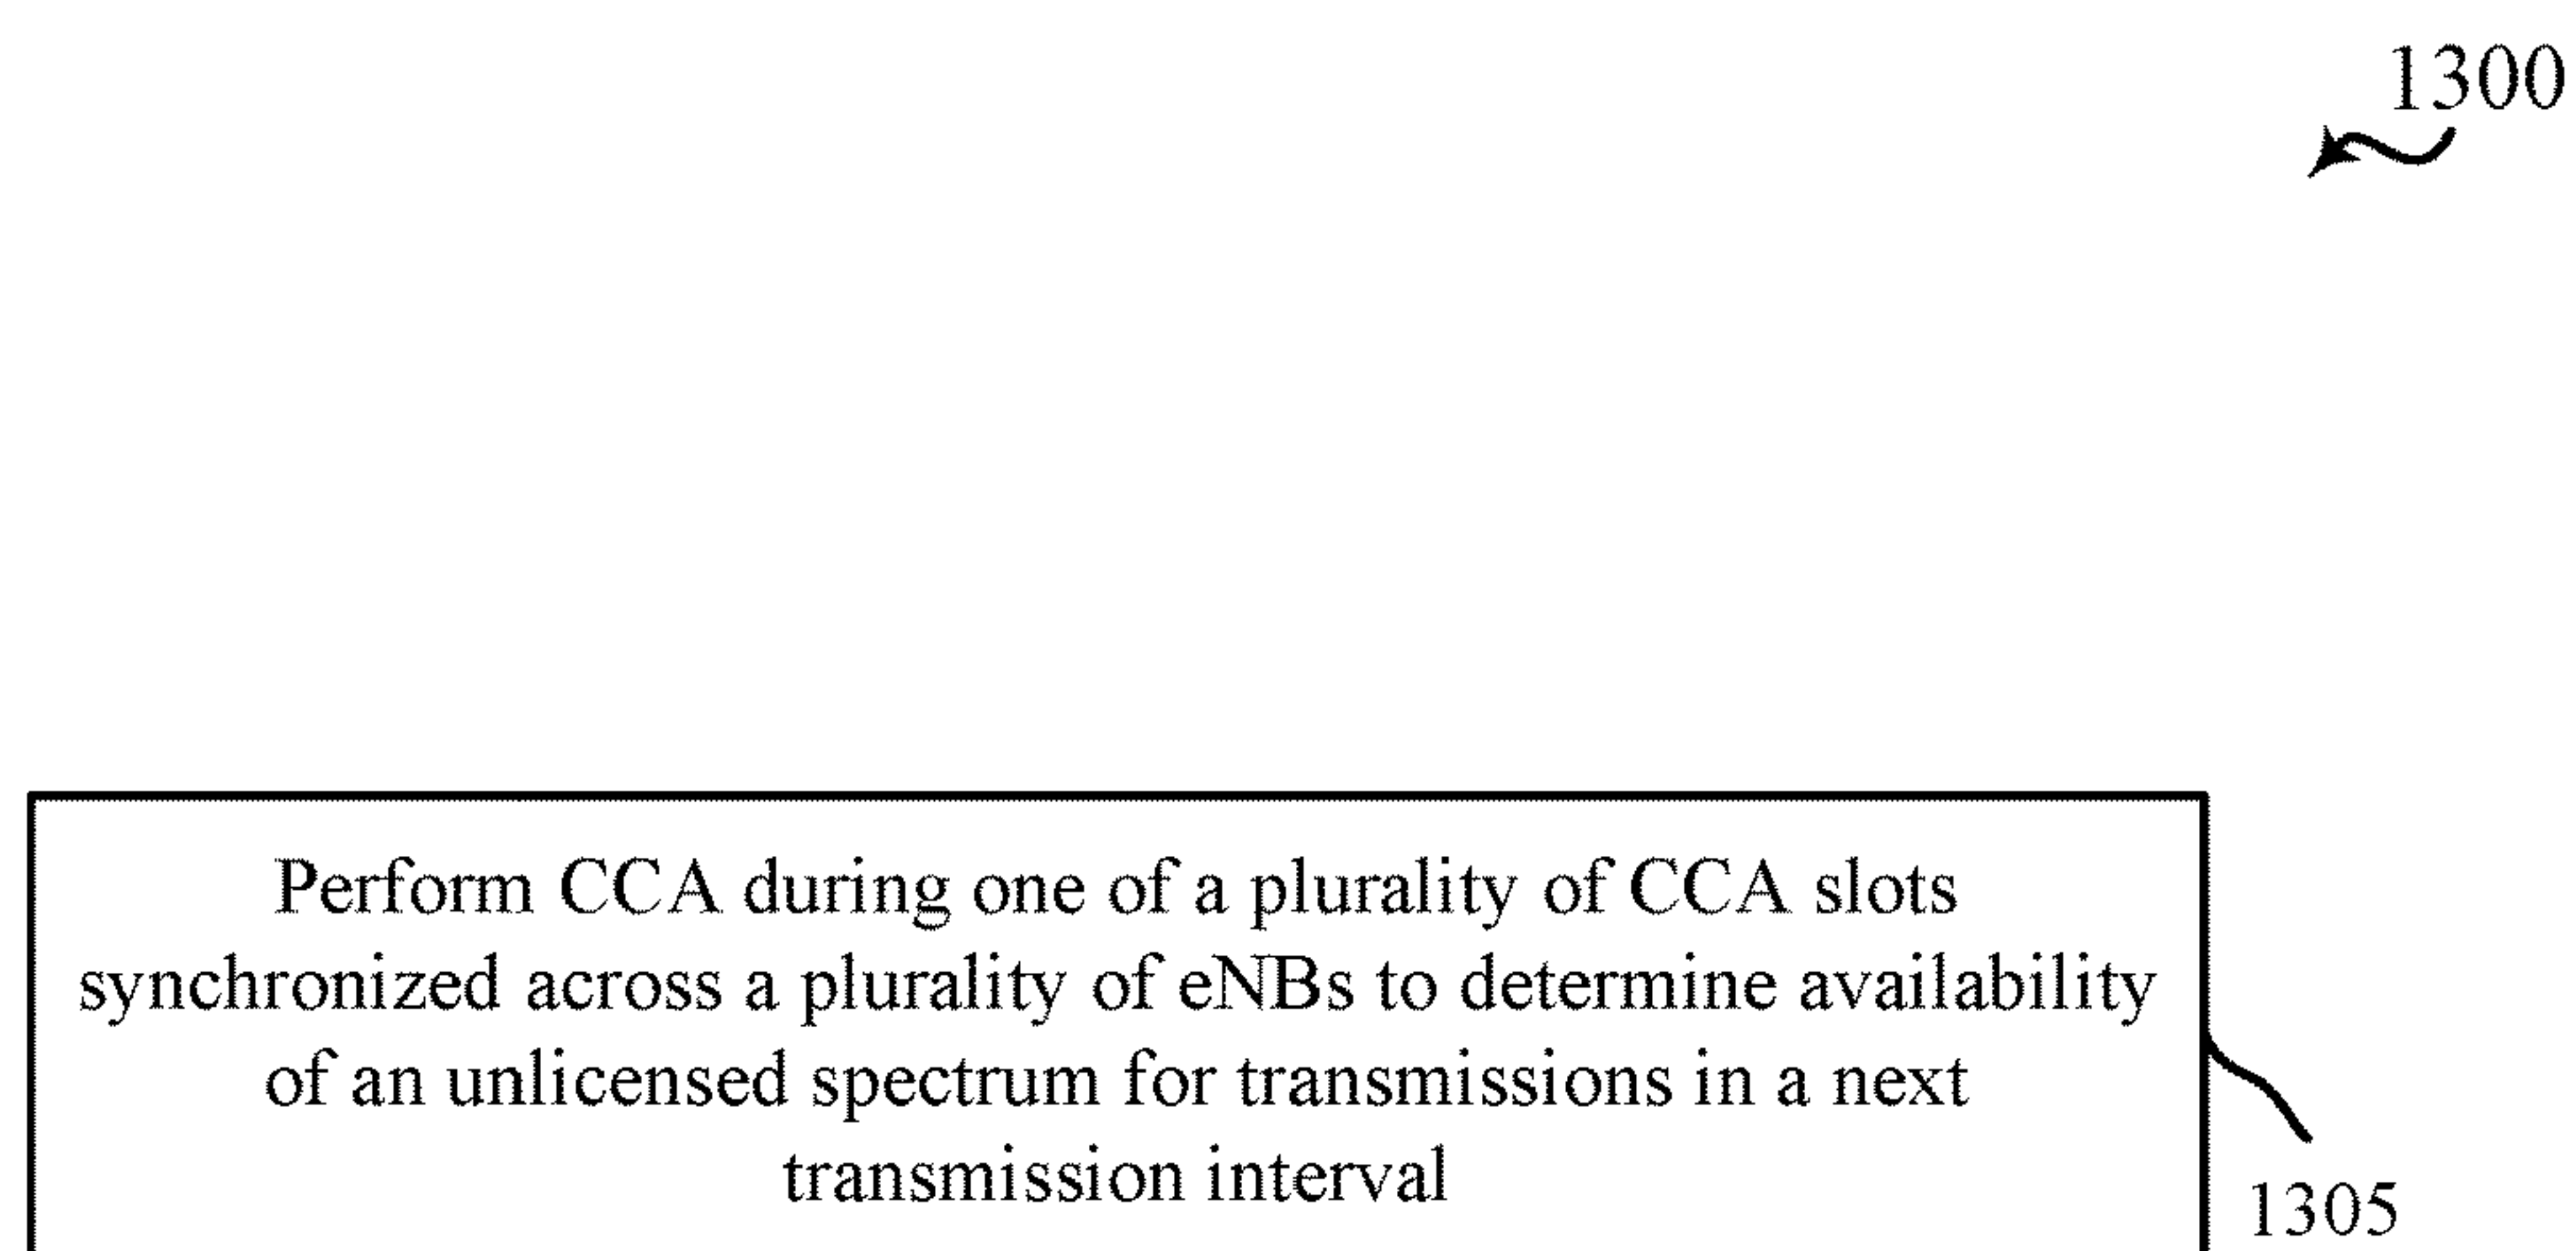 1300
Perform CCA during one of a plurality of CCA slots
synchronized across a plurality of eNBs to determine availability
of an unlicensed spectrum for transmissions in a next
transmission interval
1305